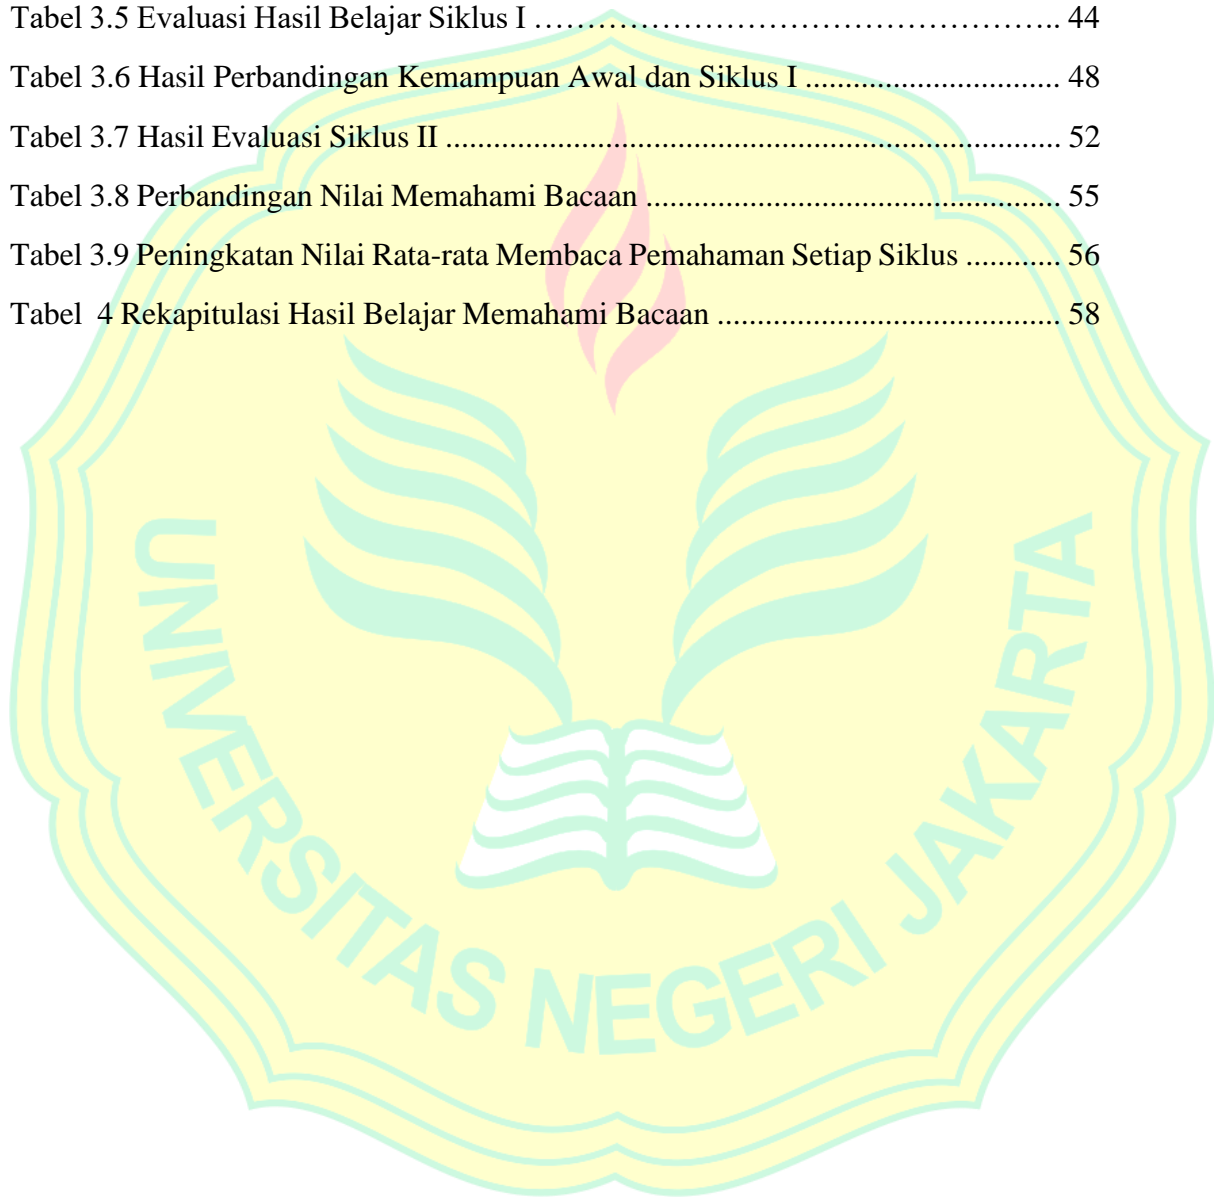 Tabel 3.5 Evaluasi Hasil Belajar Siklus I ………………………………………….. 44
Tabel 3.6 Hasil Perbandingan Kemampuan Awal dan Siklus I ................................ 48
Tabel 3.7 Hasil Evaluasi Siklus II ............................................................................. 52
Tabel 3.8 Perbandingan Nilai Memahami Bacaan .................................................... 55
Tabel 3.9 Peningkatan Nilai Rata-rata Membaca Pemahaman Setiap Siklus ............ 56
Tabel  4 Rekapitulasi Hasil Belajar Memahami Bacaan ........................................... 58
UNIVERSITAS NEGERI JAKARTA